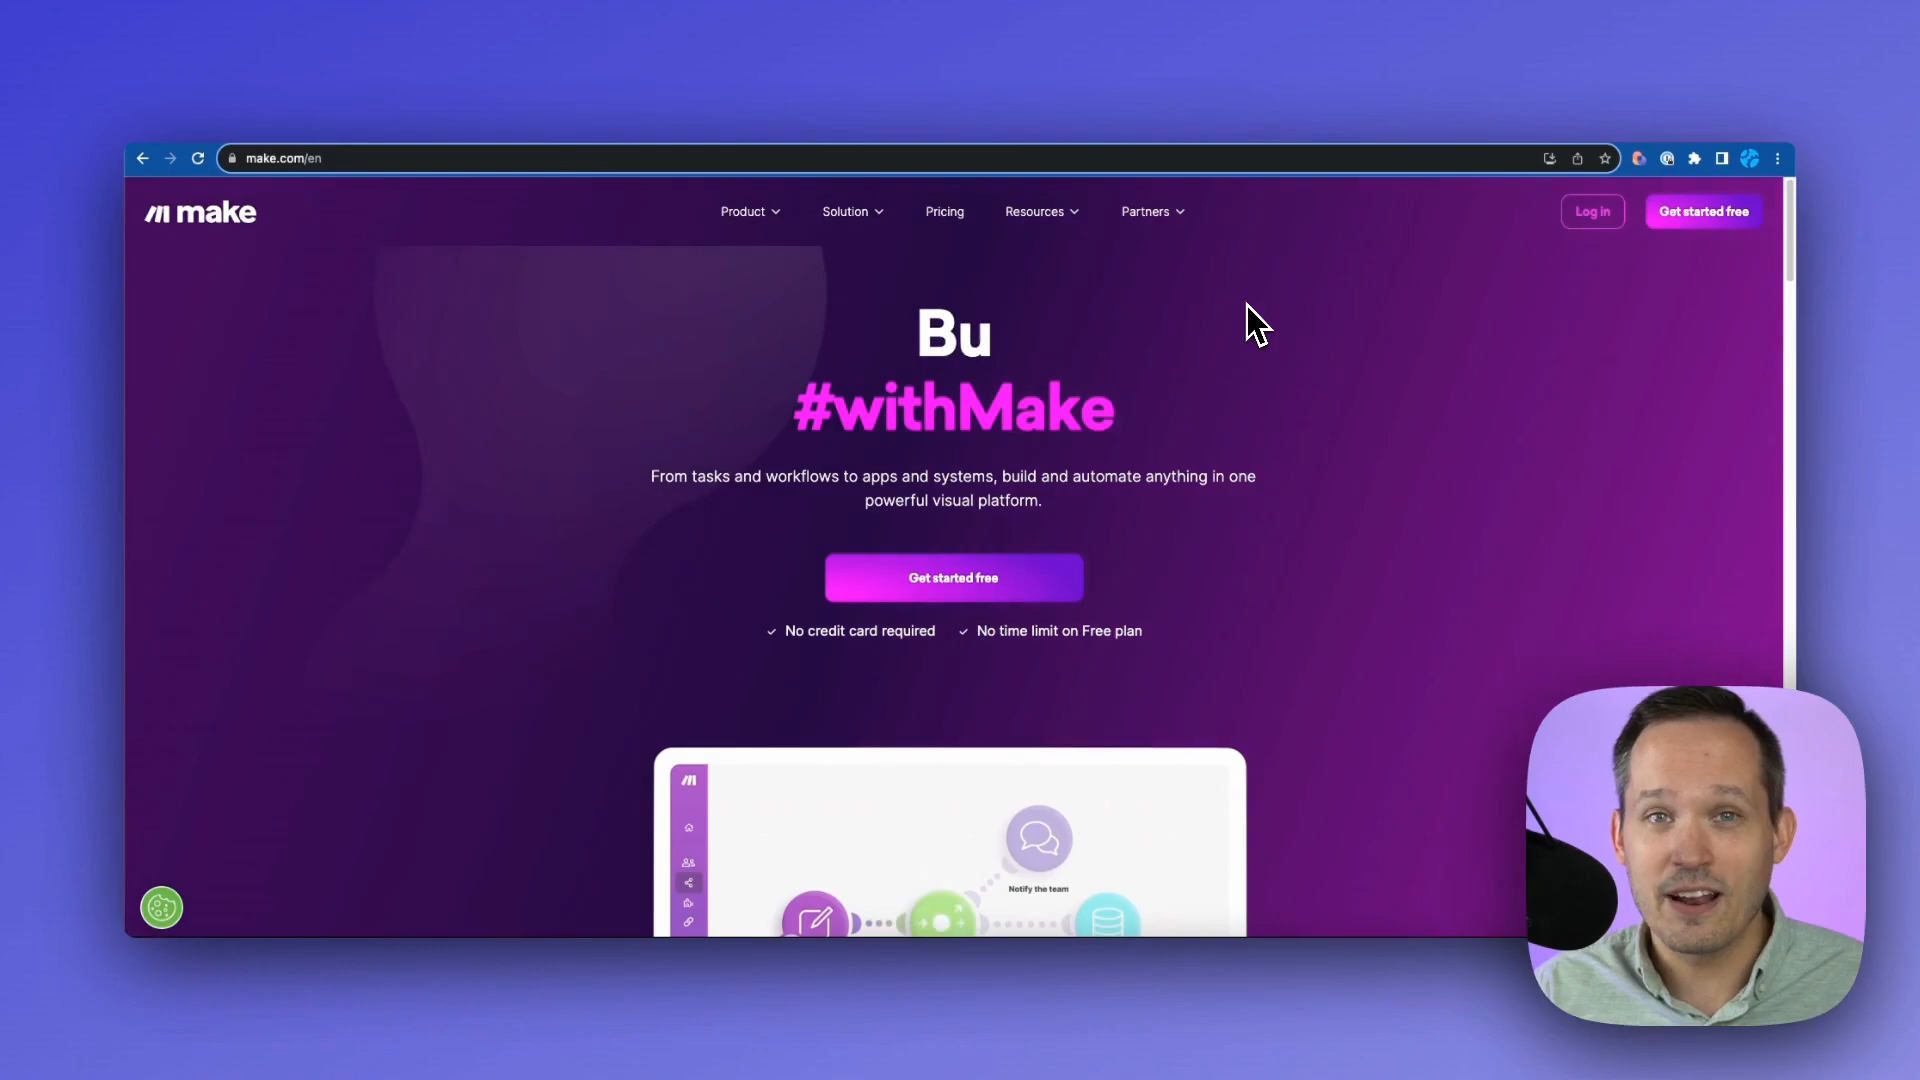 make.com/en
make
Product
Solution
Pricing
Resources
Partners
Log in
Get started free
Bu
#withMake
From tasks and workflows to apps and systems, build and automate anything in one
powerful visual platform.
Get started free
No credit card required
No time limit on Free plan
Notify the team